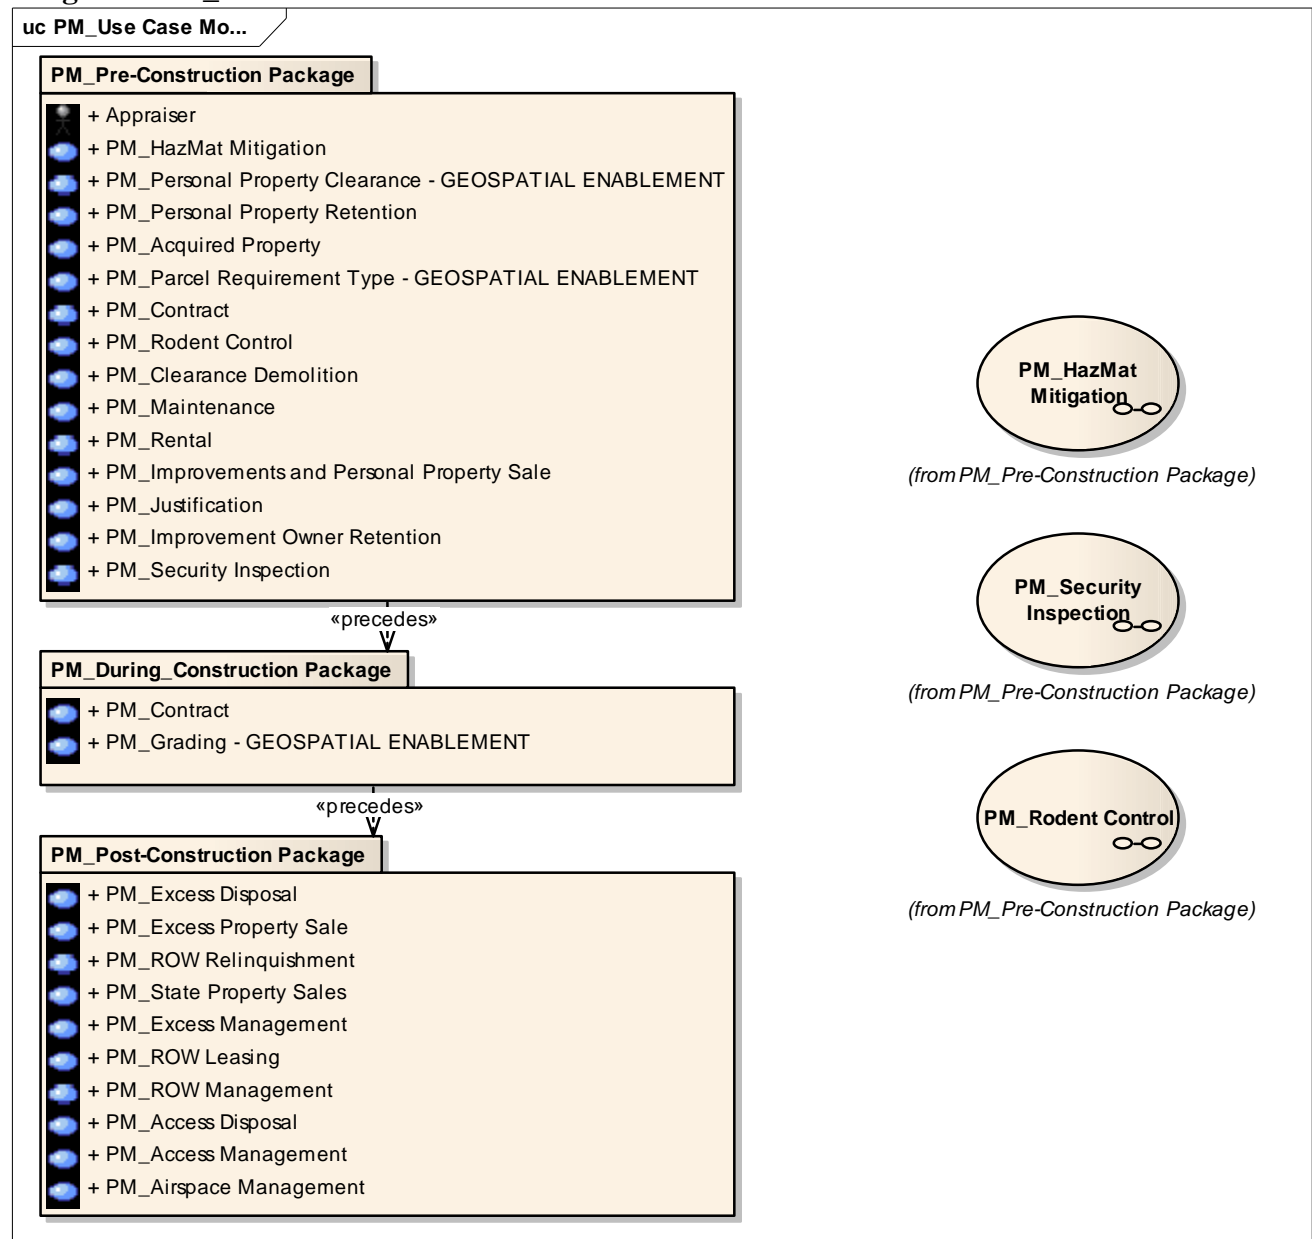 uc PM_Use Case Mo...
PM_Pre-Construction Package
+ Appraiser
+ PM_HazMat Mitigation
+ PM_Personal Property Clearance - GEOSPATIAL ENABLEMENT
+ PM_Personal Property Retention
+ PM_Acquired Property
+ PM_Parcel Requirement Type - GEOSPATIAL ENABLEMENT
+ PM_Contract
+ PM_Rodent Control
+ PM_Clearance Demolition
+ PM_Maintenance
+ PM_Rental
+ PM_Improvements and Personal Property Sale
+ PM_Justification
+ PM_Improvement Owner Retention
+ PM_Security Inspection
«precedes»
PM_During_Construction Package
+ PM_Contract
+ PM_Grading - GEOSPATIAL ENABLEMENT
«precedes»
PM_Post-Construction Package
+ PM_Excess Disposal
+ PM_Excess Property Sale
+ PM_ROW Relinquishment
+ PM_State Property Sales
+ PM_Excess Management
+ PM_ROW Leasing
+ PM_ROW Management
+ PM_Access Disposal
+ PM_Access Management
+ PM_Airspace Management
PM_HazMat
Mitigation
(from PM_Pre-Construction Package)
PM_Security
Inspection
(from PM_Pre-Construction Package)
PM_Rodent Control
(from PM_Pre-Construction Package)